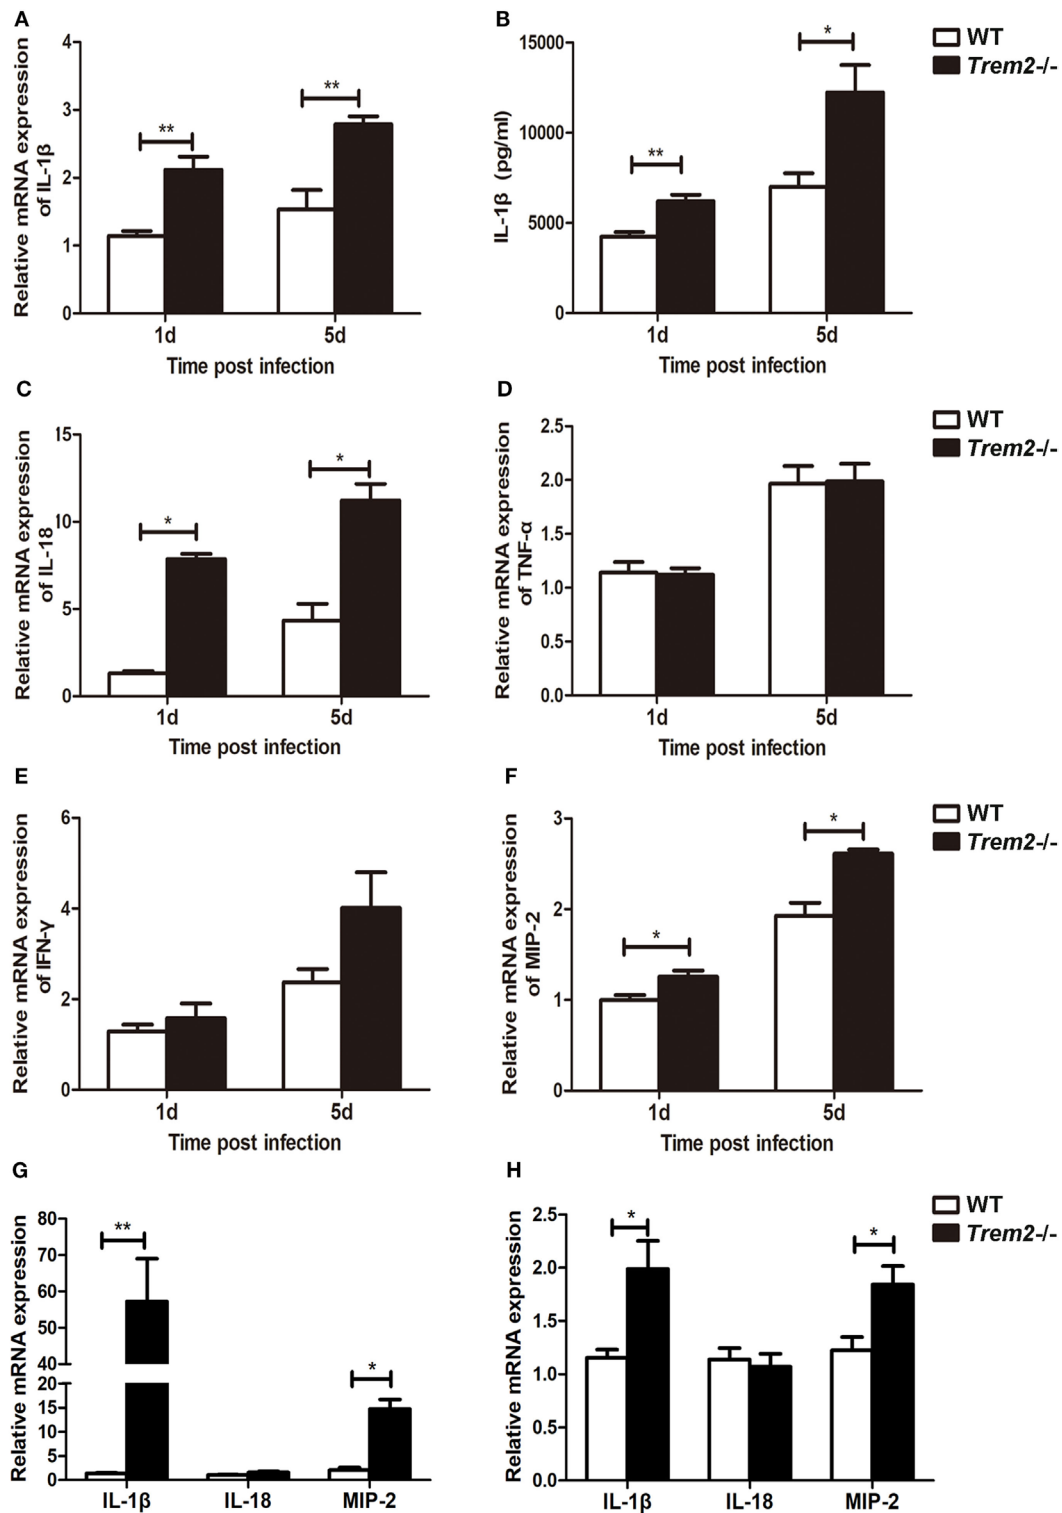 A
Relative mRNA expression
of IL-1β
4
3
2
1
0
**
**
1d
5d
Time post infection
B
IL-1β (pg/ml)
15000
10000
5000
0
**
*
1d
5d
Time post infection
WT
Trem2-/-
C
Relative mRNA expression
of IL-18
15
10
5
0
*
*
1d
5d
Time post infection
D
Relative mRNA expression
of TNF-α
2.5
2.0
1.5
1.0
0.5
0.0
1d
5d
Time post infection
WT
Trem2-/-
E
Relative mRNA expression
of IFN-γ
6
4
2
0
1d
5d
Time post infection
F
Relative mRNA expression
of MIP-2
3
2
1
0
*
*
1d
5d
Time post infection
WT
Trem2-/-
G
Relative mRNA expression
80
70
60
50
40
20
15
10
5
0
**
*
IL-1β
IL-18
MIP-2
H
Relative mRNA expression
2.5
2.0
1.5
1.0
0.5
0.0
*
*
IL-1β
IL-18
MIP-2
WT
Trem2-/-